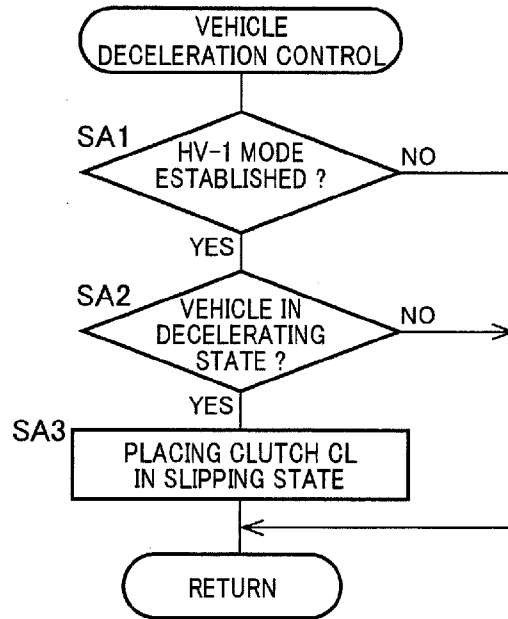 VEHICLE
DECELERATION CONTROL
SA1
HV-1 MODE
ESTABLISHED ?
NO
YES
SA2
VEHICLE IN
DECELERATING
STATE ?
NO
YES
SA3
PLACING CLUTCH CL
IN SLIPPING STATE
RETURN